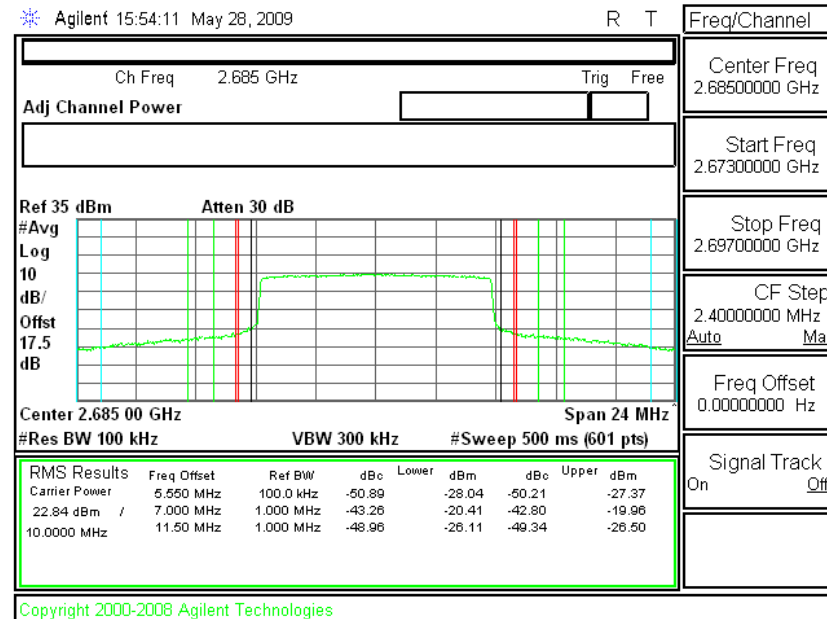 Agilent 15:54:11 May 28, 2009 R T
Freq/Channel
Ch Freq 2.685 GHz Trig Free
Adj Channel Power
Center Freq
2.68500000 GHz
Start Freq
2.67300000 GHz
Stop Freq
2.69700000 GHz
CF Step
2.40000000 MHz
Auto Ma
Freq Offset
0.00000000 Hz
Signal Track
On Off
Ref 35 dBm Atten 30 dB
#Avg
Log
10
dB/
Offst
17.5
dB
Center 2.685 00 GHz Span 24 MHz^
#Res BW 100 kHz VBW 300 kHz #Sweep 500 ms (601 pts)
RMS Results Freq Offset Ref BW dBc Lower dBm dBc Upper dBm
Carrier Power 5.550 MHz 100.0 kHz -50.89 -28.04 -50.21 -27.37
22.84 dBm / 7.000 MHz 1.000 MHz -43.26 -20.41 -42.80 -19.96
10.0000 MHz 11.50 MHz 1.000 MHz -48.96 -26.11 -49.34 -26.50
Copyright 2000-2008 Agilent Technologies